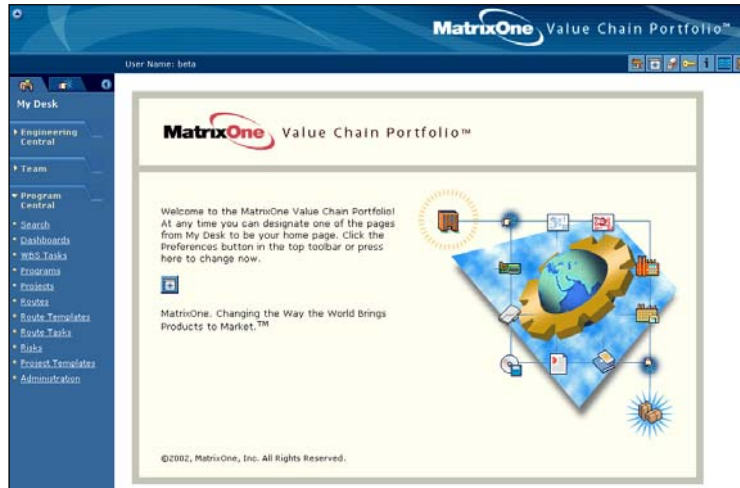 MatrixOne Value Chain Portfolio™
User Name: beta
My Desk
Engineering
Central
Team
Program
Central
Search
Dashboards
WBS Tasks
Programs
Projects
Routes
Route Templates
Route Tasks
Risks
Project Templates
Administration
MatrixOne Value Chain Portfolio™
Welcome to the MatrixOne Value Chain Portfolio!
At any time you can designate one of the pages
from My Desk to be your home page. Click the
Preferences button in the top toolbar or press
here to change now.
MatrixOne. Changing the Way the World Brings
Products to Market.™
©2002, MatrixOne, Inc. All Rights Reserved.